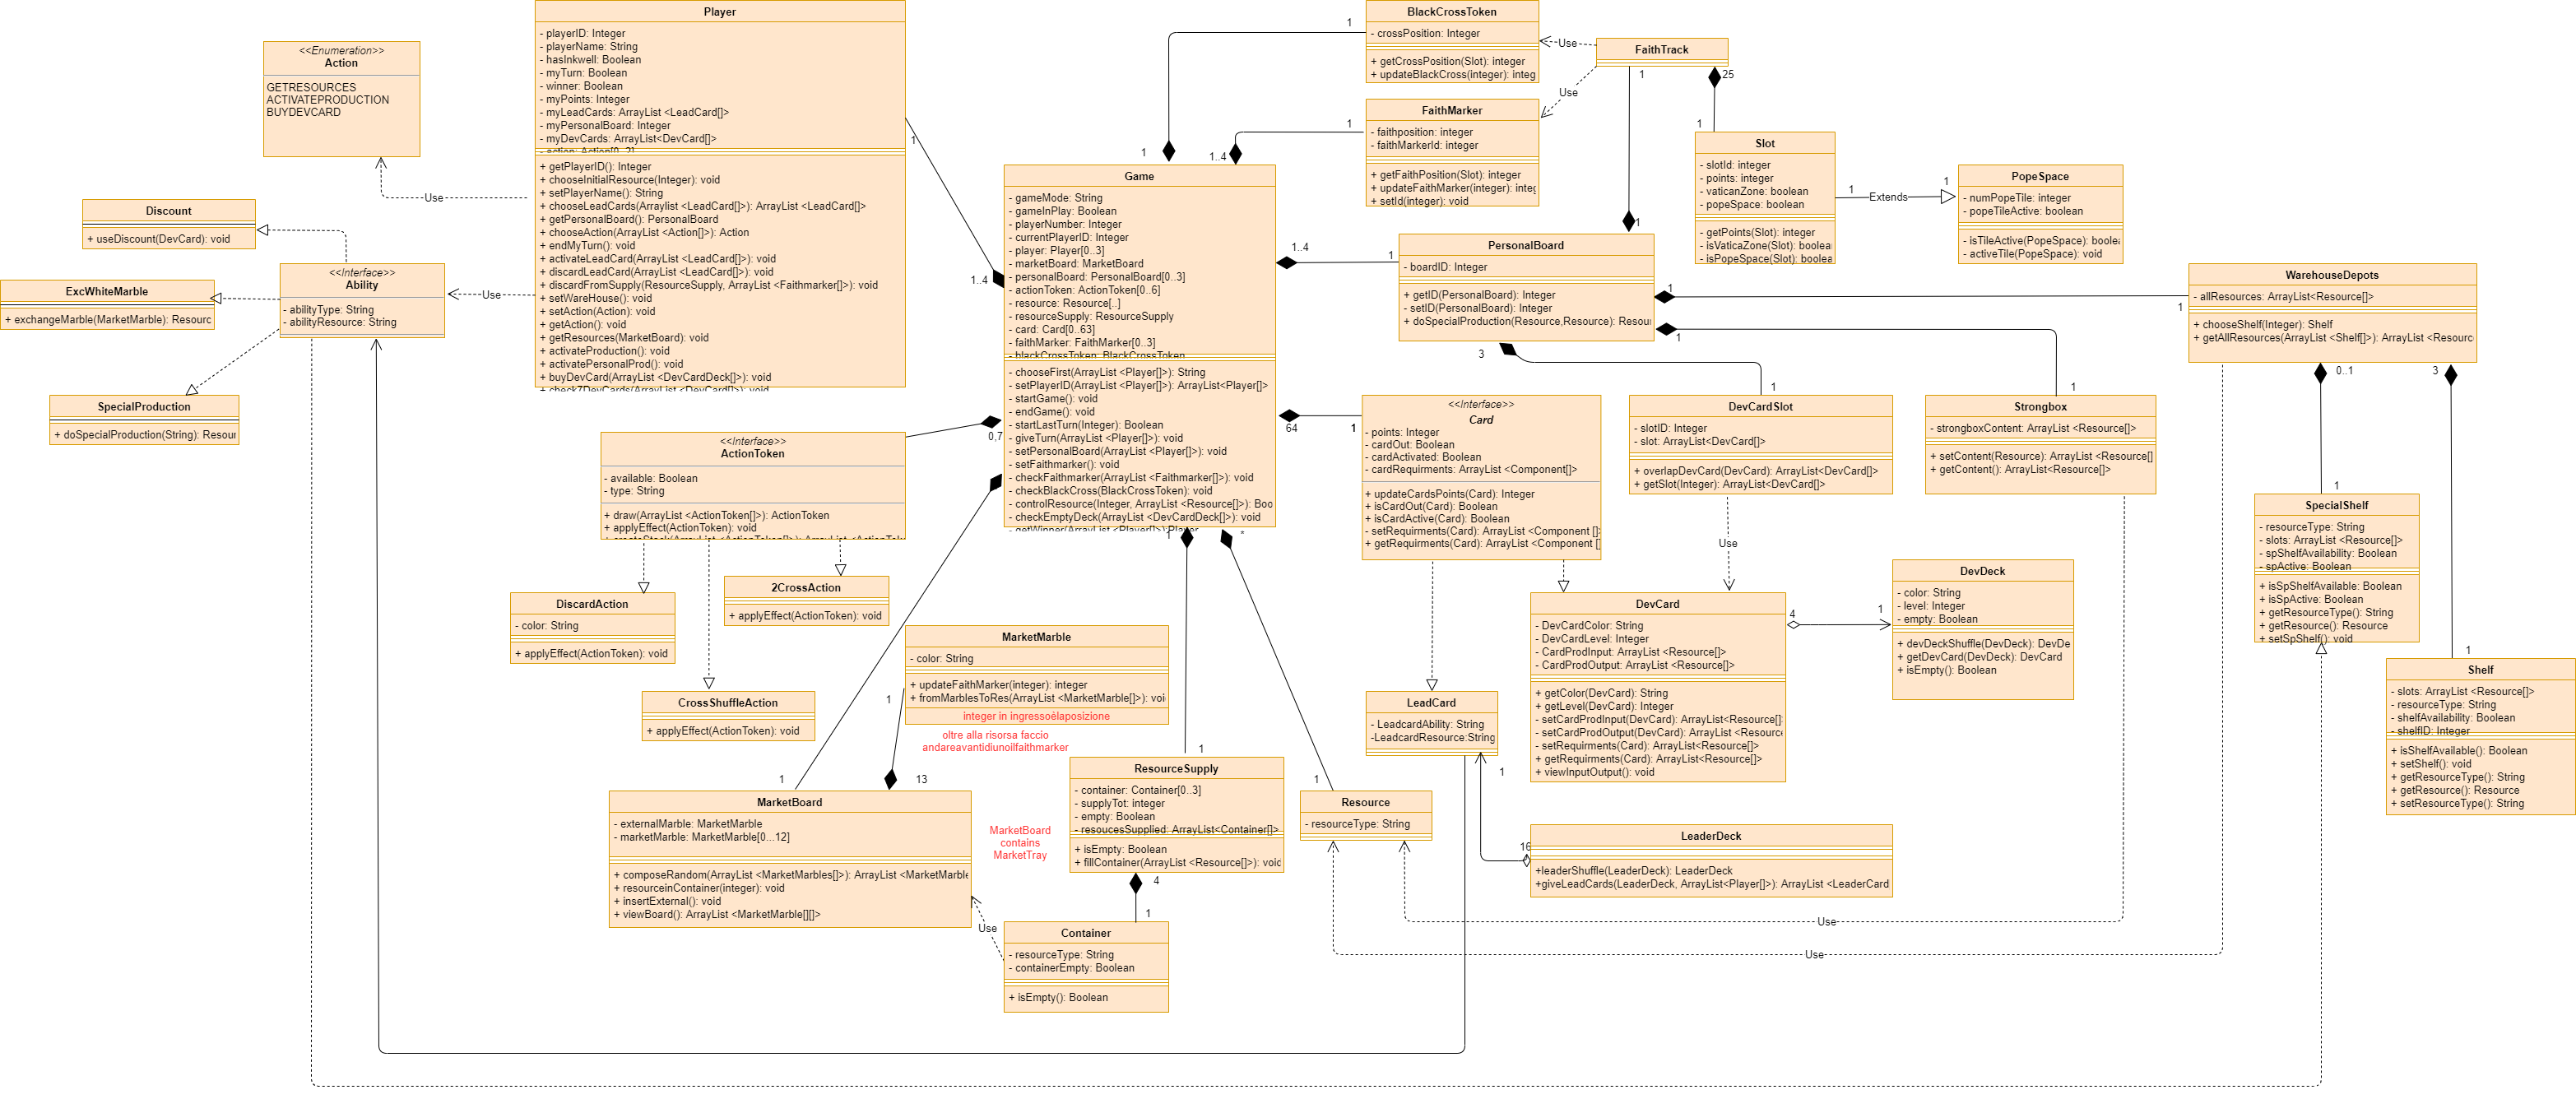 Player
- playerID: Integer
- playerName: String
- hasInkwell: Boolean
- myTurn: Boolean
- winner: Boolean
- myPoints: Integer
- myLeadCards: ArrayList <LeadCard[]>
- myPersonalBoard: Integer
- myDevCards: ArrayList<DevCard[]>
- action: Action[0..2]
+ getPlayerID(): Integer
+ chooseInitialResource(Integer): void
+ setPlayerName(): String
+ chooseLeadCards(Arraylist <LeadCard[]>): ArrayList <LeadCard[]>
+ getPersonalBoard(): PersonalBoard
+ chooseAction(ArrayList <Action[]>): Action
+ endMyTurn(): void
+ activateLeadCard(ArrayList <LeadCard[]>): void
+ discardLeadCard(ArrayList <LeadCard[]>): void
+ discardFromSupply(ResourceSupply, ArrayList <Faithmarker[]>): void
+ setWareHouse(): void
+ setAction(Action): void
+ getAction(): void
+ getResources(MarketBoard): void
+ activateProduction(): void
+ activatePersonalProd(): void
+ buyDevCard(ArrayList <DevCardDeck[]>): void
+ check7DevCards(ArrayList <DevCard[]>): void
<<Enumeration>>
Action
GETRESOURCES
ACTIVATEPRODUCTION
BUYDEVCARD
Use
Discount
+ useDiscount(DevCard): void
<<Interface>>
Ability
- abilityType: String
- abilityResource: String
Use
ExcWhiteMarble
+ exchangeMarble(MarketMarble): Resourc
SpecialProduction
+ doSpecialProduction(String): Resour
1
1..4
Game
- gameMode: String
- gameInPlay: Boolean
- playerNumber: Integer
- currentPlayerID: Integer
- player: Player[0..3]
- marketBoard: MarketBoard
- personalBoard: PersonalBoard[0..3]
- actionToken: ActionToken[0..6]
- resource: Resource[..]
- resourceSupply: ResourceSupply
- card: Card[0..63]
- faithMarker: FaithMarker[0..3]
- blackCrossToken: BlackCrossToken
- chooseFirst(ArrayList <Player[]>): String
- setPlayerID(ArrayList <Player[]>): ArrayList<Player[]>
- startGame(): void
- endGame(): void
- startLastTurn(Integer): Boolean
- giveTurn(ArrayList <Player[]>): void
- setPersonalBoard(ArrayList <Player[]>): void
- setFaithmarker(): void
- checkFaithmarker(ArrayList <Faithmarker[]>): void
- checkBlackCross(BlackCrossToken): void
- controlResource(Integer, ArrayList <Resource[]>): Boo
- checkEmptyDeck(ArrayList <DevCardDeck[]>): void
- getWinner(ArrayList <Player[]>):Player
1
1
BlackCrossToken
- crossPosition: Integer
+ getCrossPosition(Slot): integer
+ updateBlackCross(integer): integ
1
1..4
FaithMarker
- faithposition: integer
- faithMarkerId: integer
+ getFaithPosition(Slot): integer
+ updateFaithMarker(integer): integ
+ setId(integer): void
Use
Use
FaithTrack
1
25
1
1
Slot
- slotId: integer
- points: integer
- vaticanZone: boolean
- popeSpace: boolean
- getPoints(Slot): integer
- isVaticaZone(Slot): boolea
- isPopeSpace(Slot): boolea
1
Extends
1
PopeSpace
- numPopeTile: integer
- popeTileActive: boolean
- isTileActive(PopeSpace): boolea
- activeTile(PopeSpace): void
1..4
1
PersonalBoard
- boardID: Integer
+ getID(PersonalBoard): Integer
- setID(PersonalBoard): Integer
+ doSpecialProduction(Resource,Resource): Resou
1
1
3
1
1
1
WarehouseDepots
- allResources: ArrayList<Resource[]>
+ chooseShelf(Integer): Shelf
+ getAllResources(ArrayList <Shelf[]>): ArrayList <Resourc
0..1
3
DevCardSlot
- slotID: Integer
- slot: ArrayList<DevCard[]>
+ overlapDevCard(DevCard): ArrayList<DevCard[]>
+ getSlot(Integer): ArrayList<DevCard[]>
Strongbox
- strongboxContent: ArrayList <Resource[]>
+ setContent(Resource): ArrayList <Resource[]
+ getContent(): ArrayList<Resource[]>
64
1
<<Interface>>
Card
- points: Integer
- cardOut: Boolean
- cardActivated: Boolean
- cardRequirments: ArrayList <Component[]>
+ updateCardsPoints(Card): Integer
+ isCardOut(Card): Boolean
+ isCardActive(Card): Boolean
- setRequirments(Card): ArrayList <Component []>
+ getRequirments(Card): ArrayList <Component []
0,7
<<Interface>>
ActionToken
- available: Boolean
- type: String
+ draw(ArrayList <ActionToken[]>): ActionToken
+ applyEffect(ActionToken): void
+ createStack(ArrayList <ActionToken[]>): ArrayList <ActionTok
2CrossAction
+ applyEffect(ActionToken): void
DiscardAction
- color: String
+ applyEffect(ActionToken): void
CrossShuffleAction
+ applyEffect(ActionToken): void
1
*
MarketMarble
- color: String
+ updateFaithMarker(integer): integer
+ fromMarblesToRes(ArrayList <MarketMarble[]>): voi
integer in ingressoèlaposizione
oltre alla risorsa faccio
andareavantidiunoilfaithmarker
1
13
1
MarketBoard
- externalMarble: MarketMarble
- marketMarble: MarketMarble[0...12]
+ composeRandom(ArrayList <MarketMarbles[]>): ArrayList <MarketMarble
+ resourceinContainer(integer): void
+ insertExternal(): void
+ viewBoard(): ArrayList <MarketMarble[][]>
MarketBoard
contains
MarketTray
1
ResourceSupply
- container: Container[0..3]
- supplyTot: integer
- empty: Boolean
- resoucesSupplied: ArrayList<Container[]>
+ isEmpty: Boolean
+ fillContainer(ArrayList <Resource[]>): void
4
1
Use
Container
- resourceType: String
- containerEmpty: Boolean
+ isEmpty(): Boolean
1
Resource
- resourceType: String
LeadCard
- LeadcardAbility: String
-LeadcardResource:String
1
16
LeaderDeck
+leaderShuffle(LeaderDeck): LeaderDeck
+giveLeadCards(LeaderDeck, ArrayList<Player[]>): ArrayList <LeaderCard
Use
DevCard
- DevCardColor: String
- DevCardLevel: Integer
- CardProdInput: ArrayList <Resource[]>
- CardProdOutput: ArrayList <Resource[]>
+ getColor(DevCard): String
+ getLevel(DevCard): Integer
- setCardProdInput(DevCard): ArrayList<Resource[]
- setCardProdOutput(DevCard): ArrayList <Resource
- setRequirments(Card): ArrayList<Resource[]>
+ getRequirments(Card): ArrayList<Resource[]>
+ viewInputOutput(): void
4
1
DevDeck
- color: String
- level: Integer
- empty: Boolean
+ devDeckShuffle(DevDeck): DevDe
+ getDevCard(DevDeck): DevCard
+ isEmpty(): Boolean
1
SpecialShelf
- resourceType: String
- slots: ArrayList <Resource[]>
- spShelfAvailability: Boolean
- spActive: Boolean
+ isSpShelfAvailable: Boolean
+ isSpActive: Boolean
+ getResourceType(): String
+ getResource(): Resource
+ setSpShelf(): void
1
Shelf
- slots: ArrayList <Resource[]>
- resourceType: String
- shelfAvailability: Boolean
- shelfID: Integer
+ isShelfAvailable(): Boolean
+ setShelf(): void
+ getResourceType(): String
+ getResource(): Resource
+ setResourceType(): String
Use
Use